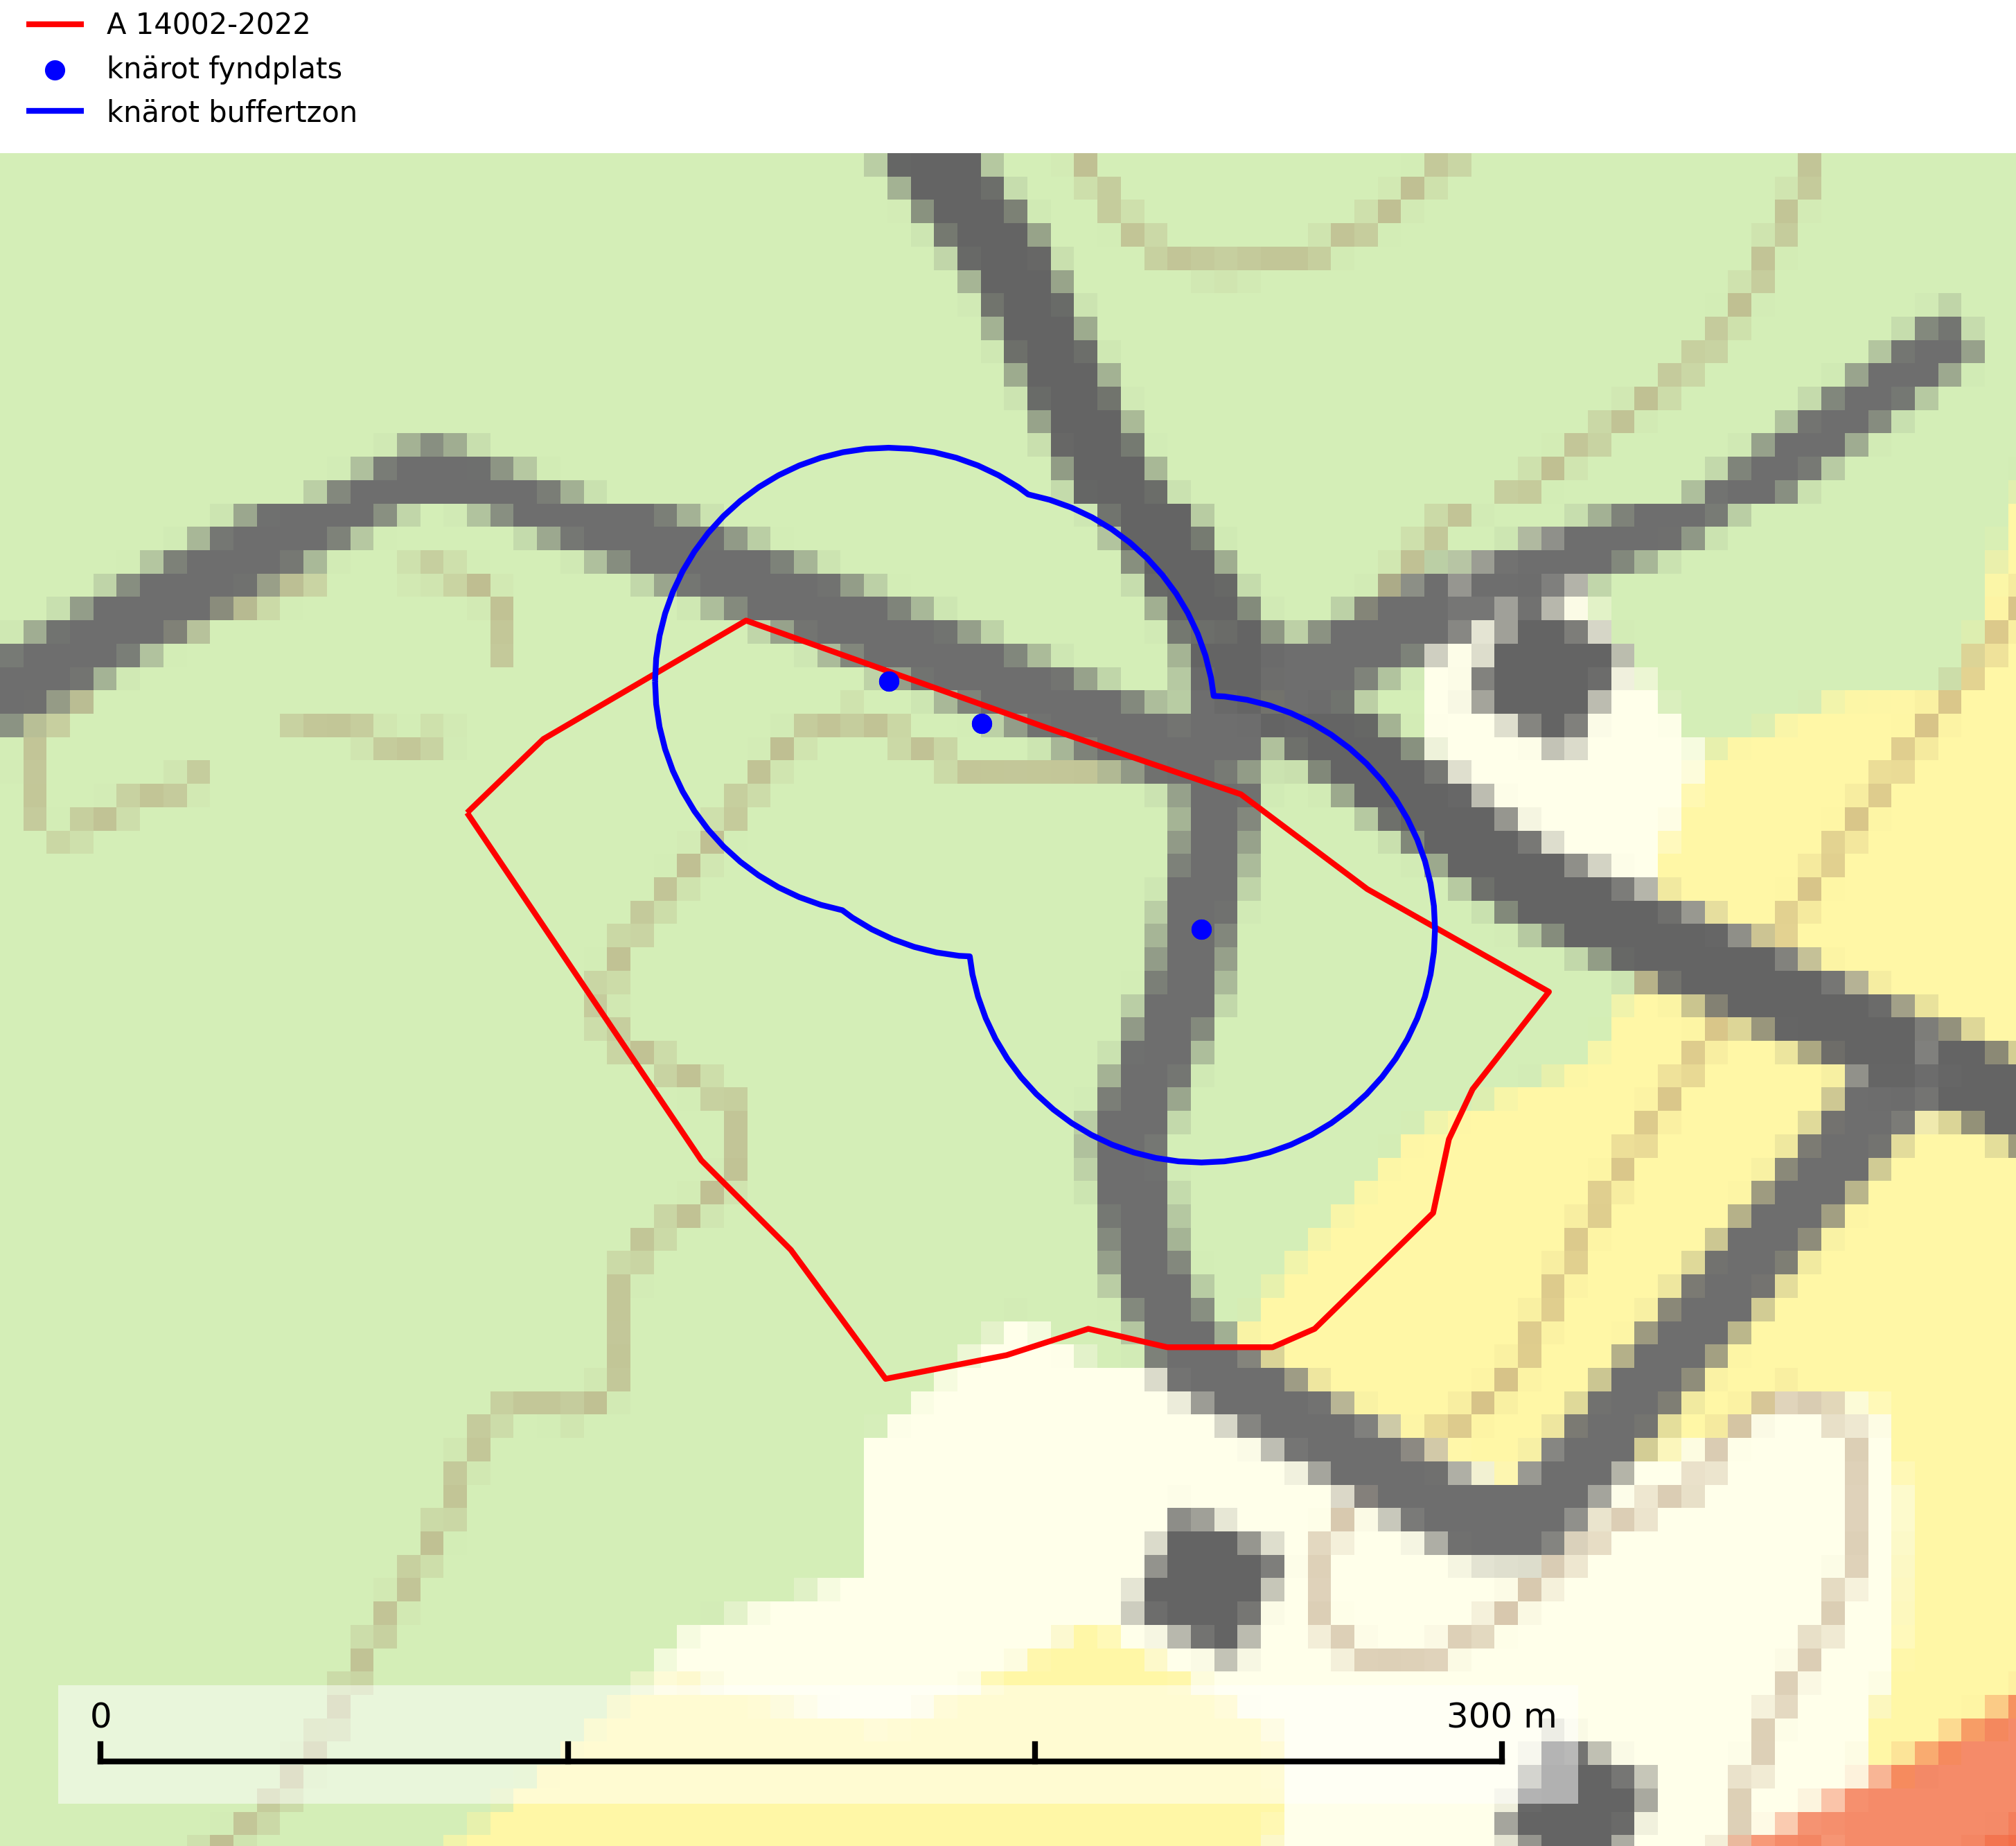 A 14002-2022
knärot fyndplats
knärot buffertzon
0
300 m